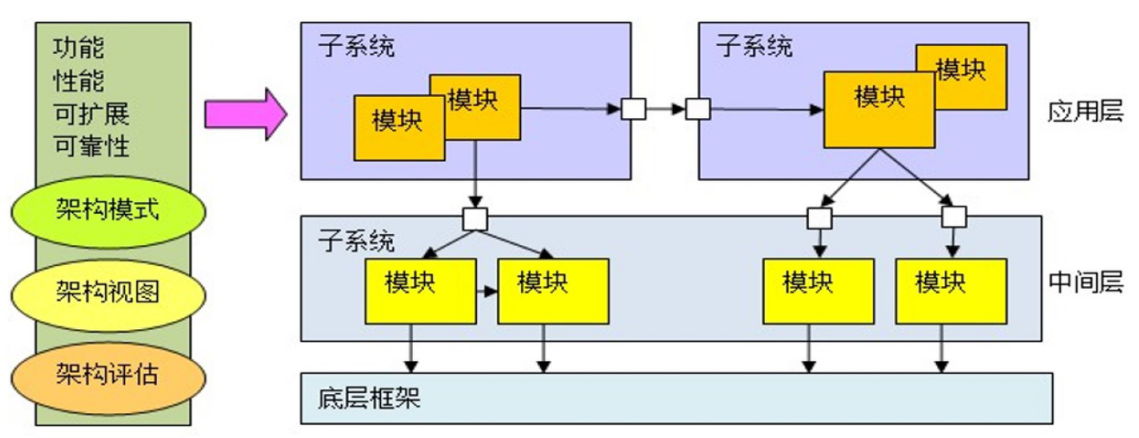 功能
性能
可扩展
可靠性
架构模式
架构视图
架构评估
子系统
模块
模块
子系统
模块
模块
应用层
子系统
模块
模块
模块
模块
中间层
底层框架